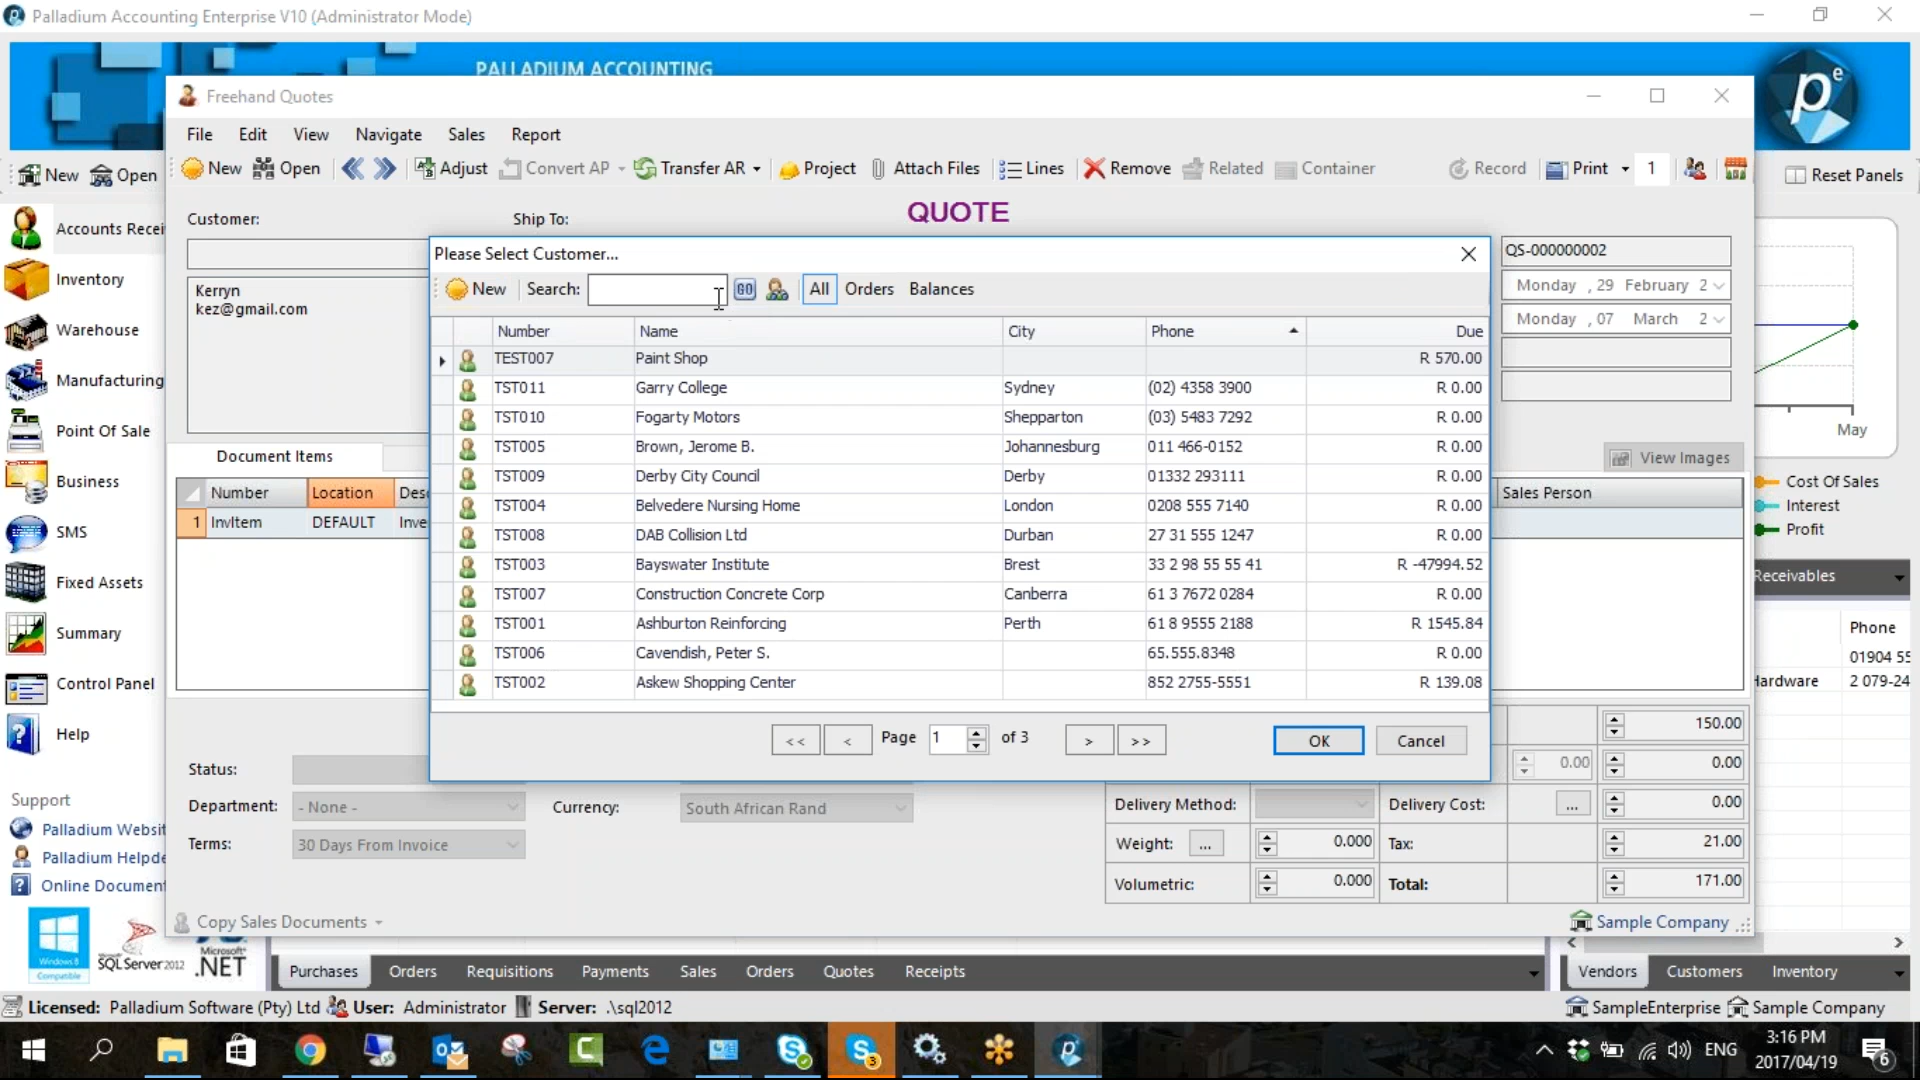 Palladium Accounting Enterprise V10 (Administrator Mode)
PALLADIUM ACCOUNTING
Freehand Quotes
File Edit View Navigate Sales Report
New Open
New Open Adjust Convert AP Transfer AR Project Attach Files Lines Remove Related Container Record Print 1
Reset Panels
Customer: Ship To: QUOTE
QS-000000002
Monday , 29 February 2
Monday , 07 March 2
Kerryn
kez@gmail.com
Please Select Customer...
New Search: GO All Orders Balances
Number Name City Phone Due
TEST007 Paint Shop R 570.00
TST011 Garry College Sydney (02) 4358 3900 R 0.00
TST010 Fogarty Motors Shepparton (03) 5483 7292 R 0.00
TST005 Brown, Jerome B. Johannesburg 011 466-0152 R 0.00
TST009 Derby City Council Derby 01332 293111 R 0.00
TST004 Belvedere Nursing Home London 0208 555 7140 R 0.00
TST008 DAB Collision Ltd Durban 27 31 555 1247 R 0.00
TST003 Bayswater Institute Brest 33 2 98 55 55 41 R -47994.52
TST007 Construction Concrete Corp Canberra 61 3 7672 0284 R 0.00
TST001 Ashburton Reinforcing Perth 61 8 9555 2188 R 1545.84
TST006 Cavendish, Peter S. 65.555.8348 R 0.00
TST002 Askew Shopping Center 852 2755-5551 R 139.08
<< < Page 1 of 3 > >> OK Cancel
Accounts Recei
Inventory
Warehouse
Manufacturing
Point Of Sale
Business
SMS
Fixed Assets
Summary
Control Panel
Help
Support
Palladium Websit
Palladium Helpde
Online Document
Document Items
Number Location Desc
1 InvItem DEFAULT Inve
View Images
Sales Person
May
Cost Of Sales
Interest
Profit
Receivables
Phone
01904 55
Hardware 2 079-24
Status:
Department: - None - Currency: South African Rand
Terms: 30 Days From Invoice
150.00
0.00 0.00
Delivery Method: Delivery Cost: ... 0.00
Weight: ... 0.000 Tax: 21.00
Volumetric: 0.000 Total: 171.00
Copy Sales Documents
Sample Company
Windows 8
Compatible
SQL Server 2012
Microsoft
.NET
Purchases Orders Requisitions Payments Sales Orders Quotes Receipts
Vendors Customers Inventory
Licensed: Palladium Software (Pty) Ltd User: Administrator Server: .\sql2012
SampleEnterprise Sample Company
ENG
3:16 PM
2017/04/19
3
6